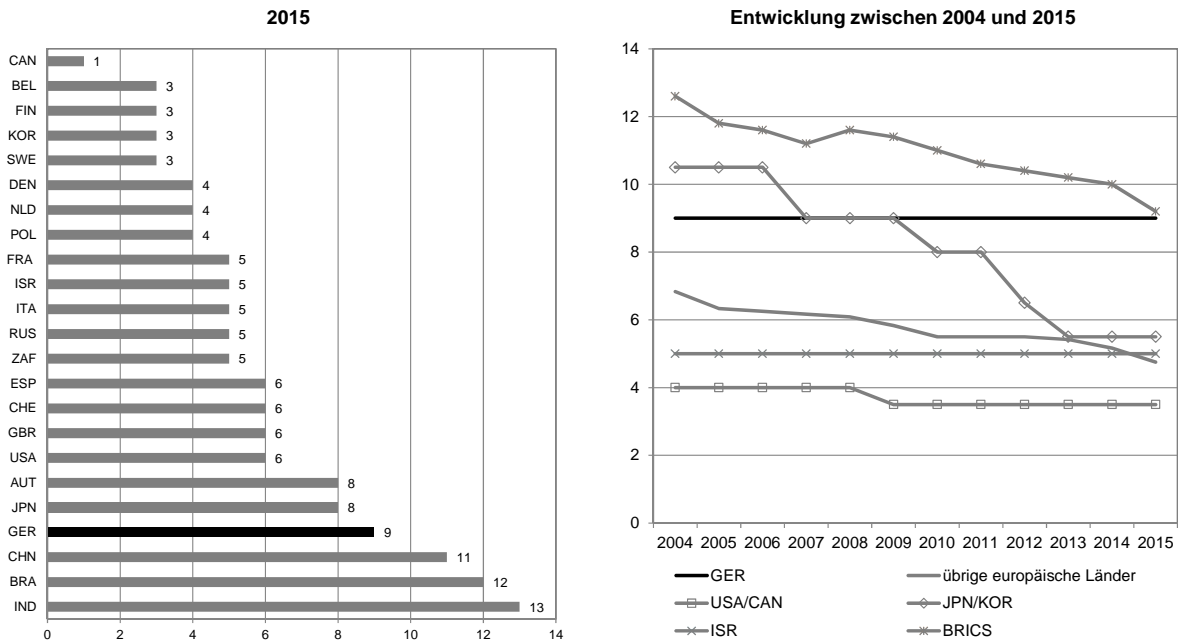 2015
CAN 1
BEL 3
FIN 3
KOR 3
SWE 3
DEN 4
NLD 4
POL 4
FRA 5
ISR 5
ITA 5
RUS 5
ZAF 5
ESP 6
CHE 6
GBR 6
USA 6
AUT 8
JPN 8
GER 9
CHN 11
BRA 12
IND 13
0 2 4 6 8 10 12 14
Entwicklung zwischen 2004 und 2015
14
12
10
8
6
4
2
0
2004 2005 2006 2007 2008 2009 2010 2011 2012 2013 2014 2015
GER übrige europäische Länder
USA/CAN JPN/KOR
ISR BRICS